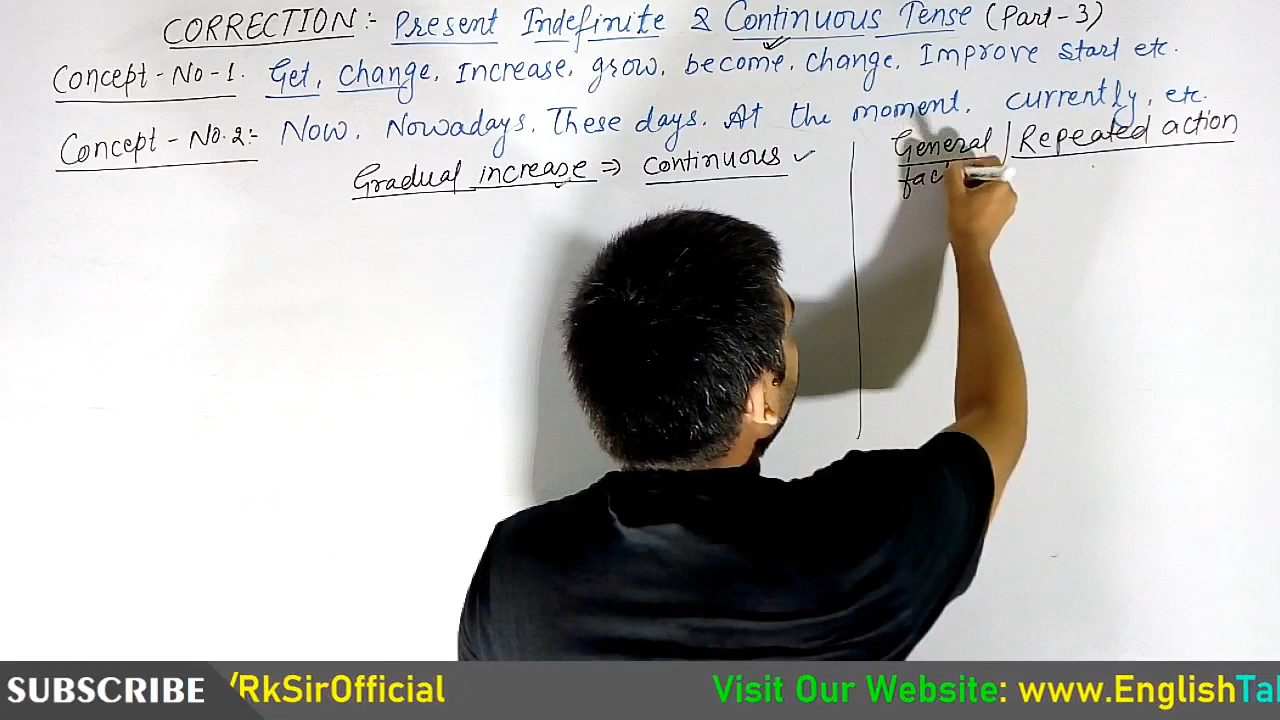 CORRECTION:- Present Indefinite & Continuous Tense (Part-3)
Concept-No-1. Get, change, Increase, grow, become, change, Improve start etc.
Concept-No.2:- Now, Nowadays, These days, At the moment, currently, etc.
Gradual increase ⇒ continuous ✓
General / Repeated action
SUBSCRIBE /RkSirOfficial
Visit Our Website: www.EnglishTal